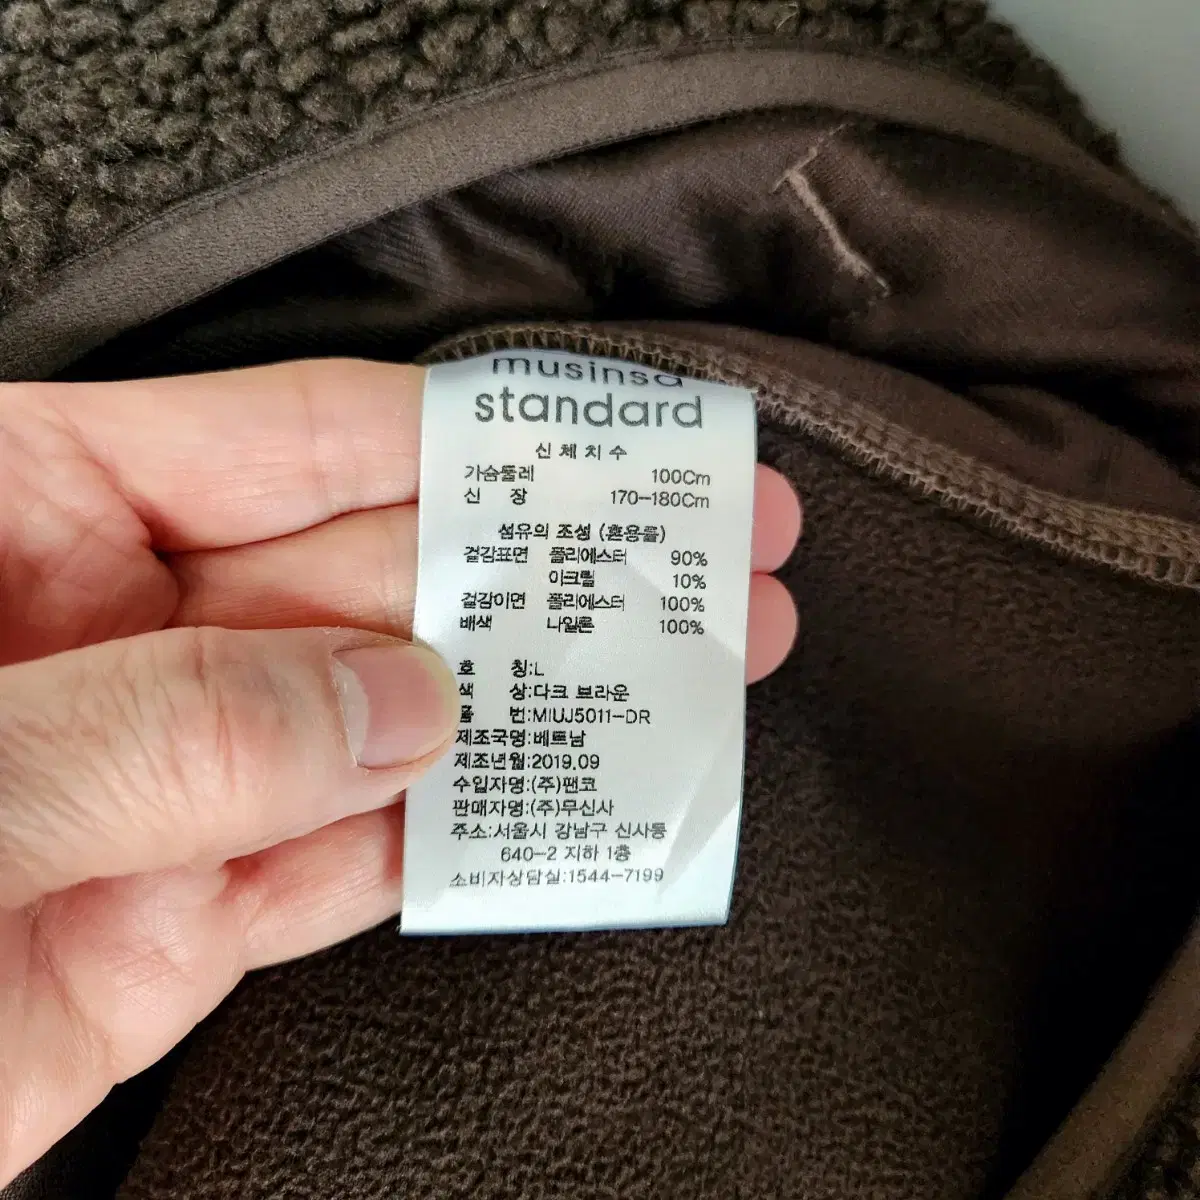 musinsa
standard
신 체 치 수
가슴둘레 100Cm
신 장 170-180Cm
섬유의 조성 (혼용률)
겉감표면 폴리에스터 90%
아크릴 10%
겉감이면 폴리에스터 100%
배색 나일론 100%
호 칭:L
색 상:다크 브라운
품 번:MIUJ5011-DR
제조국명:베트남
제조년월:2019.09
수입자명:(주)팬코
판매자명:(주)무신사
주소:서울시 강남구 신사동
640-2 지하 1층
소비자상담실:1544-7199